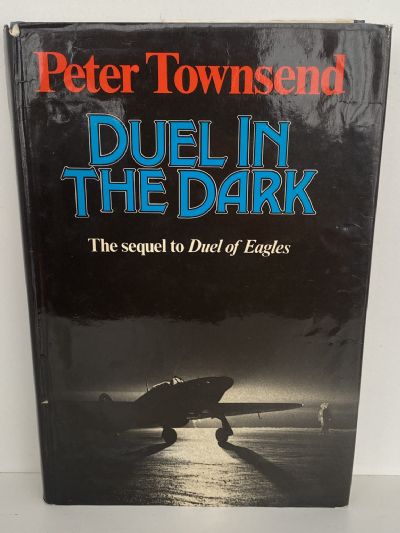 Peter Townsend
DUEL IN
THE DARK
The sequel to Duel of Eagles